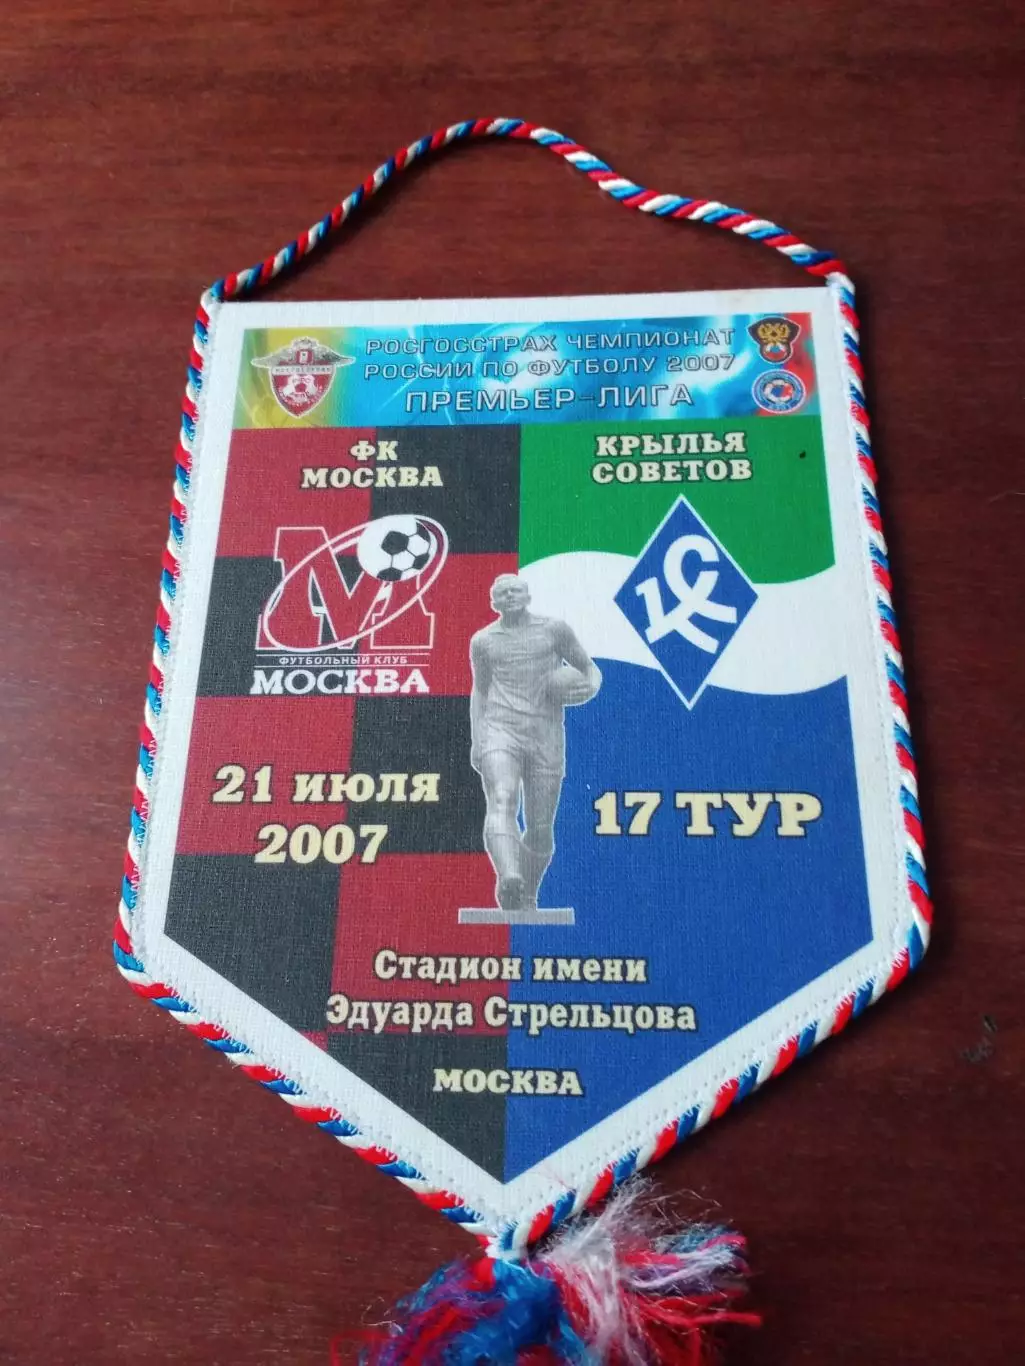 РОСГОССТРАХ ЧЕМПИОНАТ
РОССИИ ПО ФУТБОЛУ 2007
ПРЕМЬЕР-ЛИГА
ФК
МОСКВА
КРЫЛЬЯ
СОВЕТОВ
ФУТБОЛЬНЫЙ КЛУБ
МОСКВА
КС
21 ИЮЛЯ
2007
17 ТУР
Стадион имени
Эдуарда Стрельцова
МОСКВА